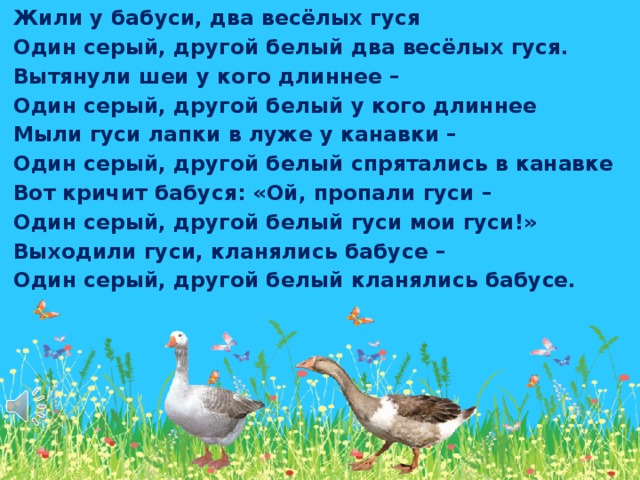 Жили у бабуси, два весёлых гуся
Один серый, другой белый два весёлых гуся.
Вытянули шеи у кого длиннее –
Один серый, другой белый у кого длиннее
Мыли гуси лапки в луже у канавки –
Один серый, другой белый спрятались в канавке
Вот кричит бабуся: «Ой, пропали гуси –
Один серый, другой белый гуси мои гуси!»
Выходили гуси, кланялись бабусе –
Один серый, другой белый кланялись бабусе.